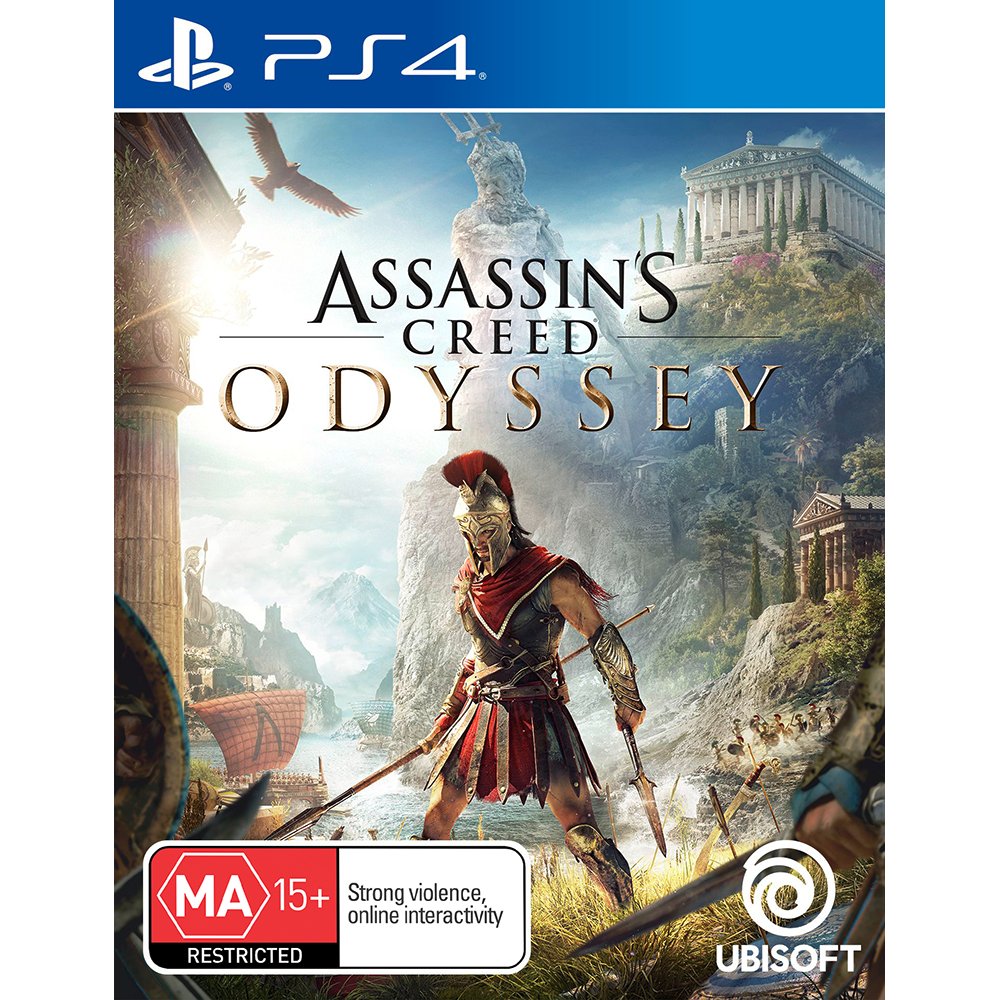 PS4
ASSASSIN'S
CREED
ODYSSEY
MA 15+
RESTRICTED
Strong violence,
online interactivity
UBISOFT